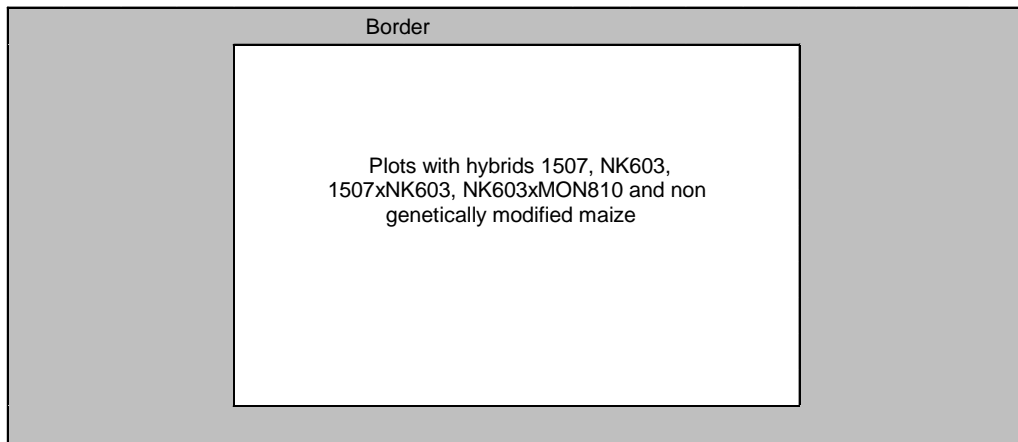 Border
Plots with hybrids 1507, NK603,
1507xNK603, NK603xMON810 and non
genetically modified maize